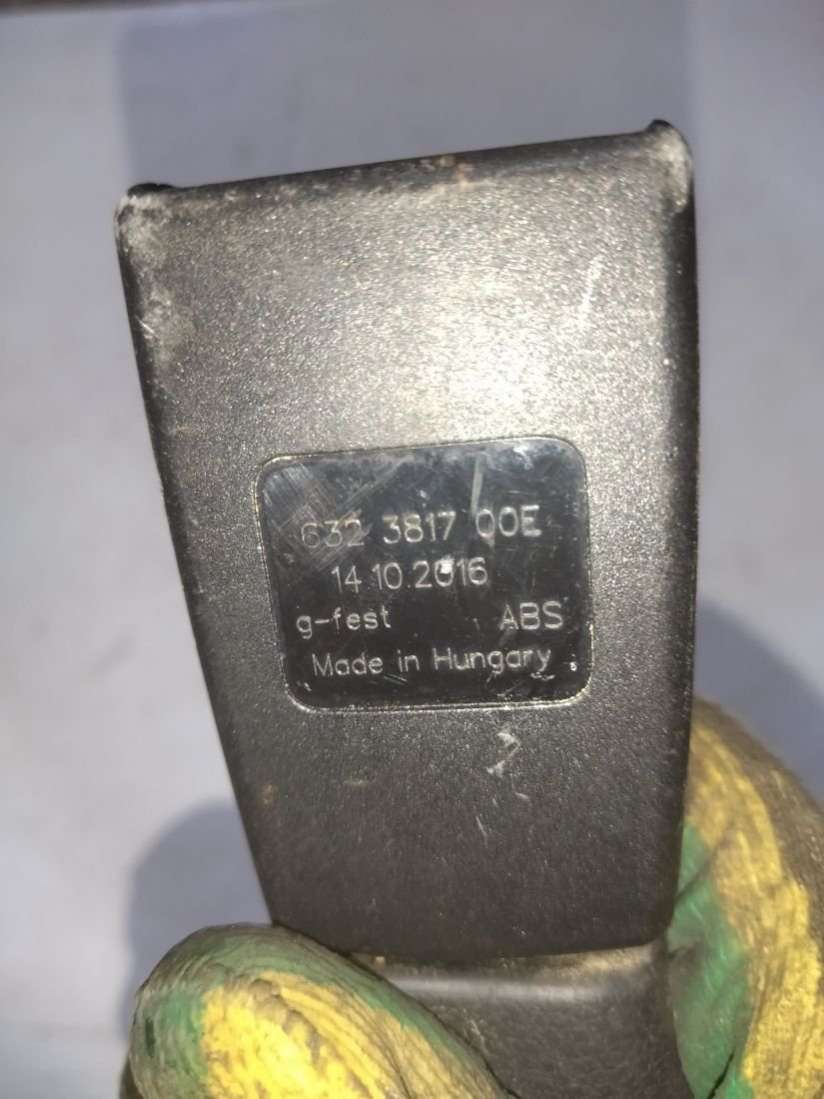 632 3817 00E
14.10.2016
g-fest ABS
Made in Hungary